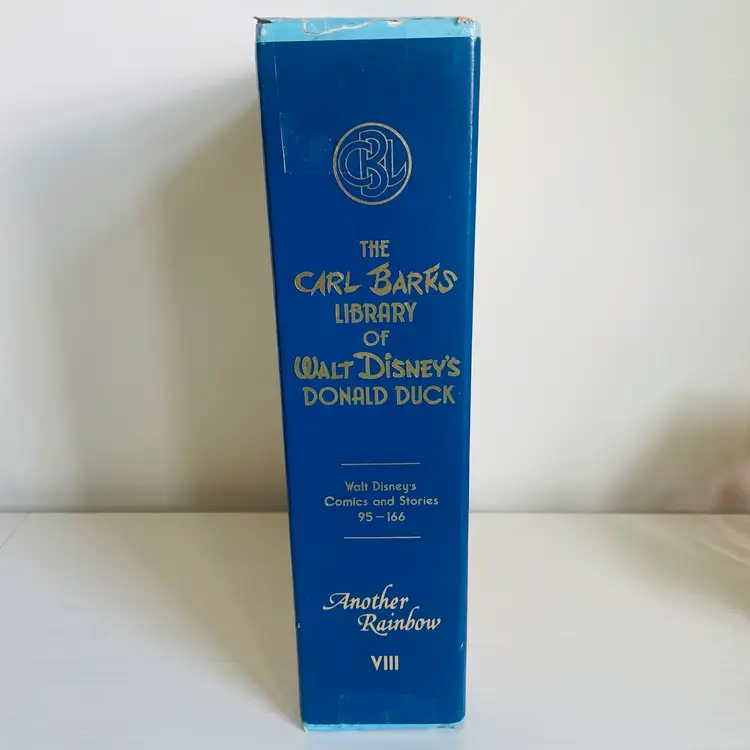 CBL
THE
CARL BARKS
LIBRARY
OF
WALT DISNEY'S
DONALD DUCK
Walt Disney's
Comics and Stories
95–166
Another
Rainbow
VIII